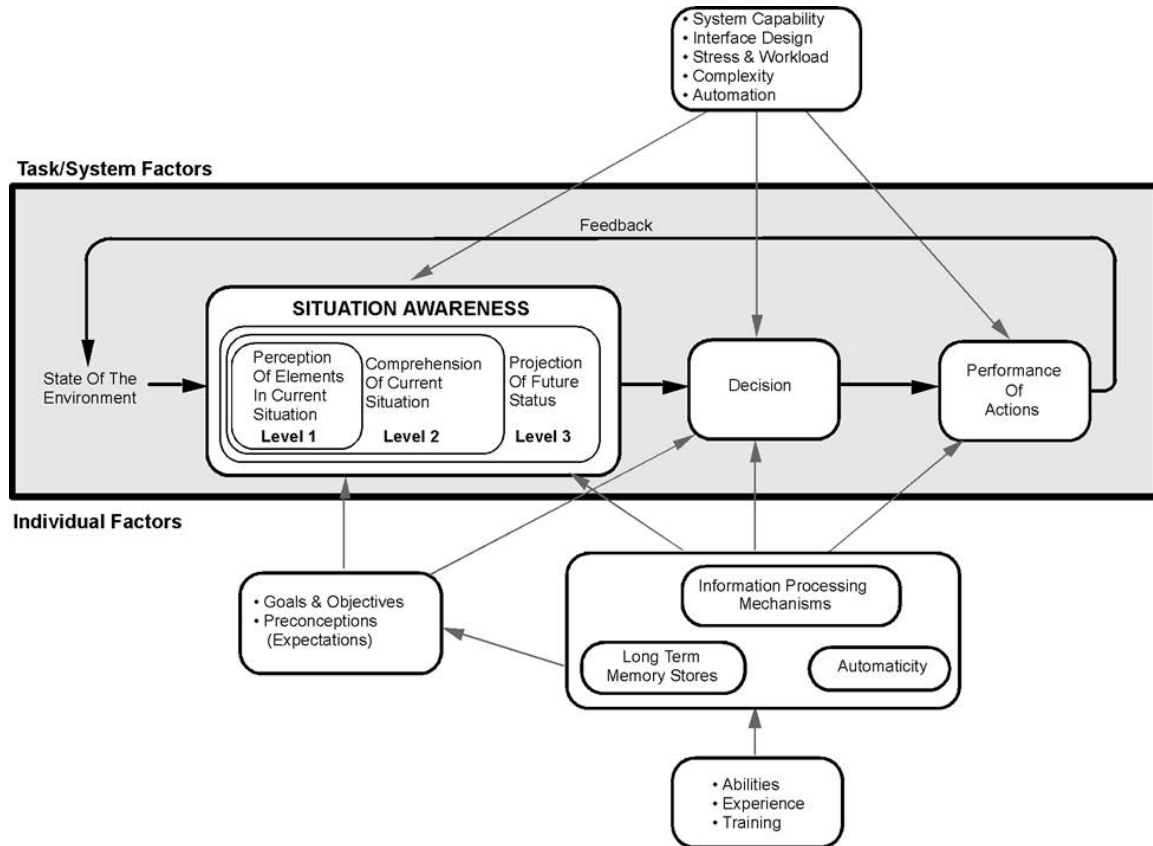 • System Capability
• Interface Design
• Stress & Workload
• Complexity
• Automation
Task/System Factors
Feedback
SITUATION AWARENESS
State Of The
Environment
Perception
Of Elements
In Current
Situation
Level 1
Comprehension
Of Current
Situation
Level 2
Projection
Of Future
Status
Level 3
Decision
Performance
Of
Actions
Individual Factors
• Goals & Objectives
• Preconceptions
(Expectations)
Information Processing
Mechanisms
Long Term
Memory Stores
Automaticity
• Abilities
• Experience
• Training